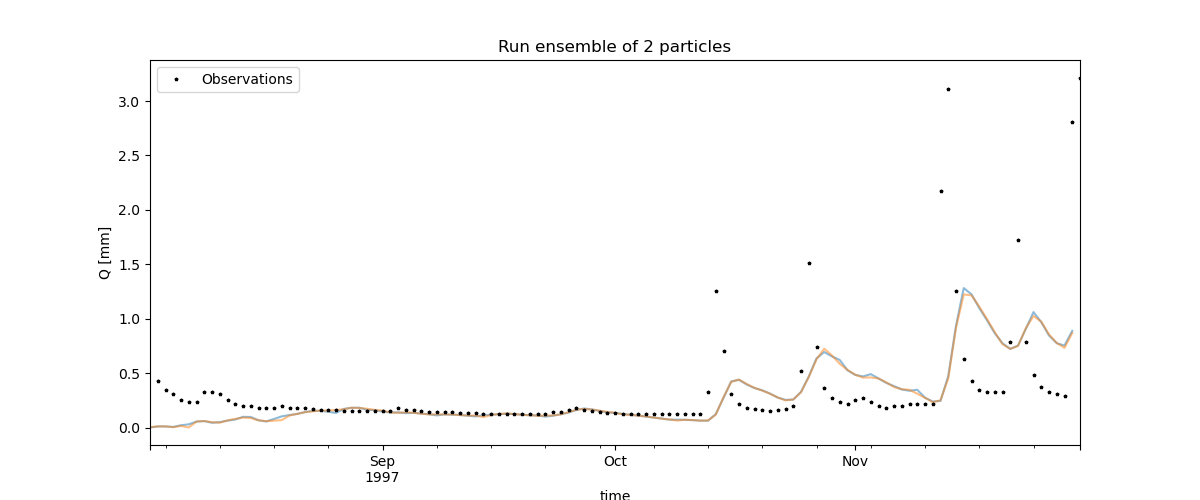 Run ensemble of 2 particles
Observations
Q [mm]
3.0
2.5
2.0
1.5
1.0
0.5
0.0
Sep
1997
Oct
Nov
time